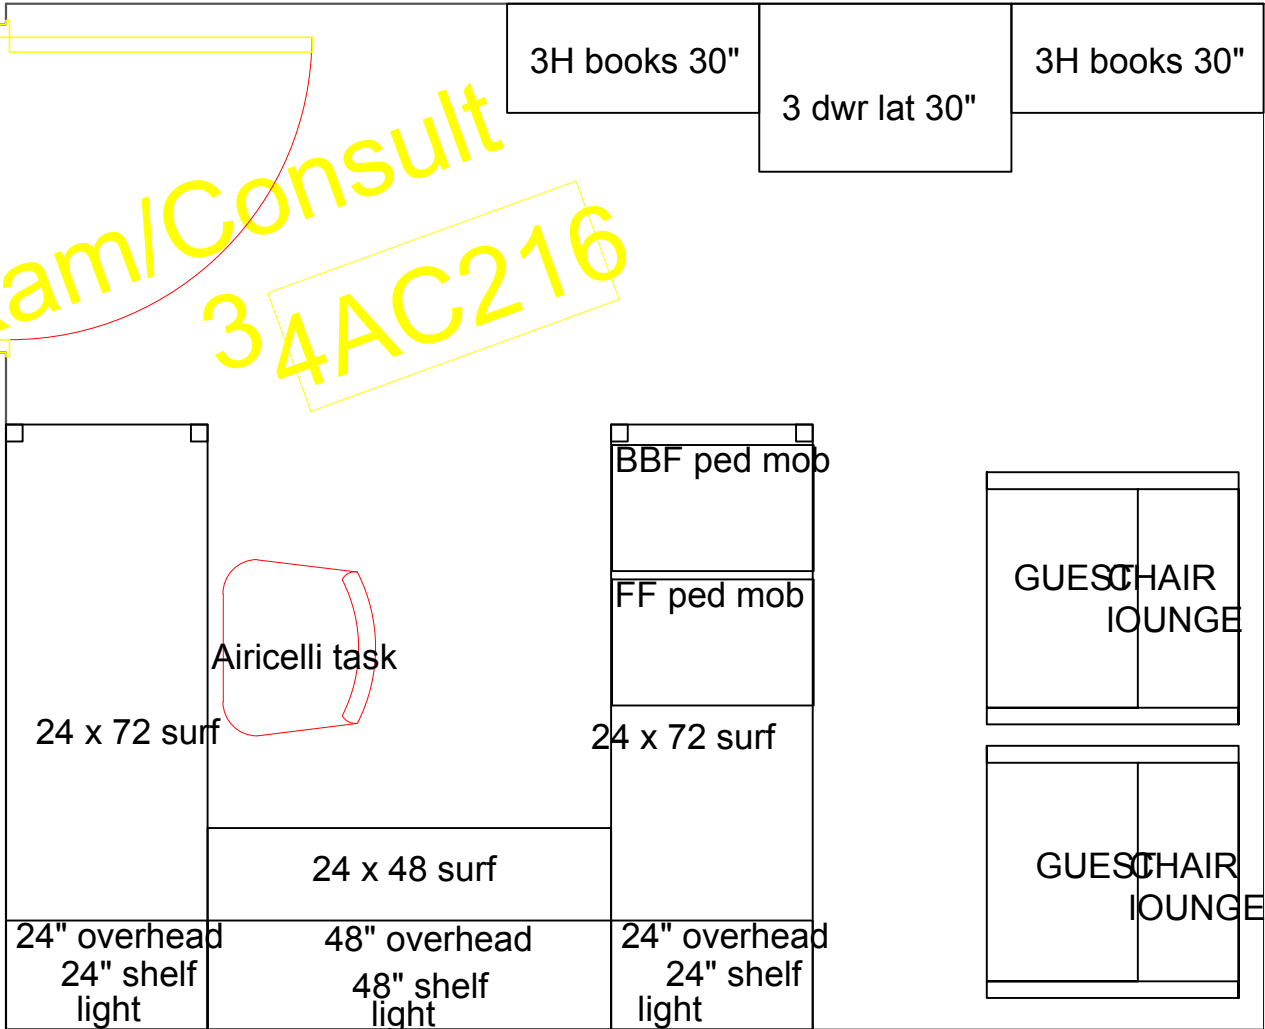 3H books 30"
3 dwr lat 30"
3H books 30"
am/Consult
3
4AC216
BBF ped mob
FF ped mob
GUEST
CHAIR
lOUNGE
Airicelli task
24 x 72 surf
24 x 72 surf
24 x 48 surf
GUEST
CHAIR
lOUNGE
24" overhead
24" shelf
light
48" overhead
48" shelf
light
24" overhead
24" shelf
light